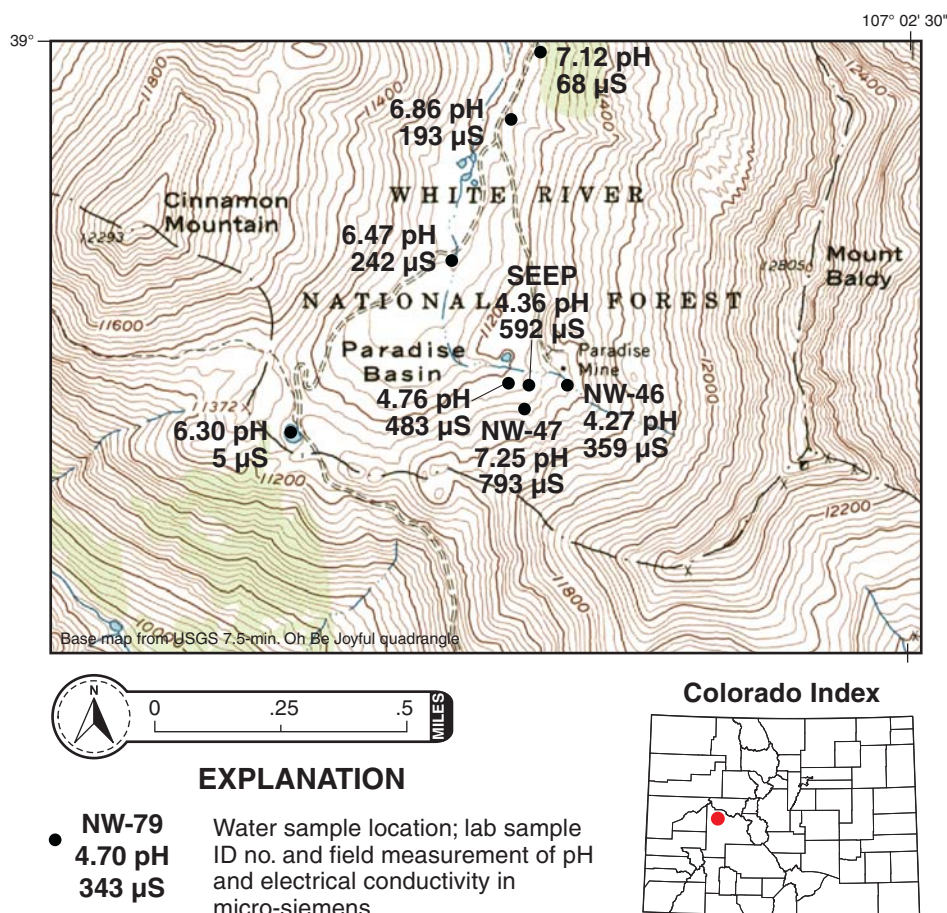 107° 02' 30"
39°
7.12 pH
68 µS
11800
11400
12400
6.86 pH
193 µS
11400
WHITE RIVER
Cinnamon
Mountain
12293
6.47 pH
242 µS
Mount
Baldy
12805
SEEP
NATIONAL FOREST
4.36 pH
592 µS
11200
11600
Paradise
Basin
Paradise
Mine
12000
4.76 pH
483 µS
NW-46
4.27 pH
359 µS
11372
6.30 pH
5 µS
NW-47
7.25 pH
793 µS
11200
12200
11800
Base map from USGS 7.5-min. Oh Be Joyful quadrangle
N
0 .25 .5
MILES
Colorado Index
EXPLANATION
NW-79
4.70 pH
343 µS
Water sample location; lab sample
ID no. and field measurement of pH
and electrical conductivity in
micro-siemens